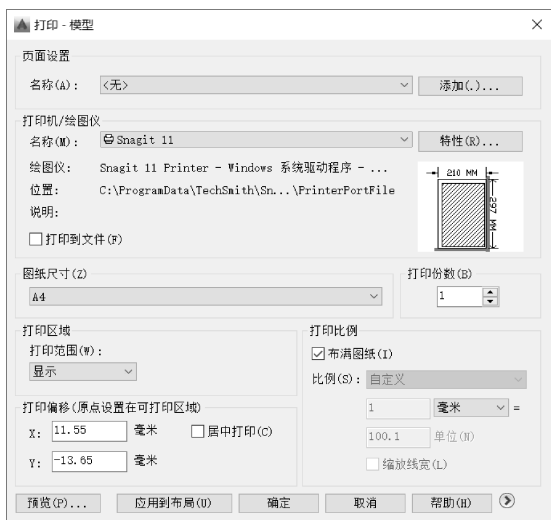 打印 - 模型
页面设置
名称(A): <无> 添加(.)...
打印机/绘图仪
名称(M): Snagit 11 特性(R)...
绘图仪: Snagit 11 Printer - Windows 系统驱动程序 - ...
位置: C:\ProgramData\TechSmith\Sn...\PrinterPortFile
说明:
打印到文件(F)
210 MM
297 MM
图纸尺寸(Z)
A4
打印份数(B)
1
打印区域
打印范围(W):
显示
打印比例
布满图纸(I)
比例(S): 自定义
1 毫米 =
100.1 单位(N)
缩放线宽(L)
打印偏移(原点设置在可打印区域)
X: 11.55 毫米 居中打印(C)
Y: -13.65 毫米
预览(P)... 应用到布局(U) 确定 取消 帮助(H)